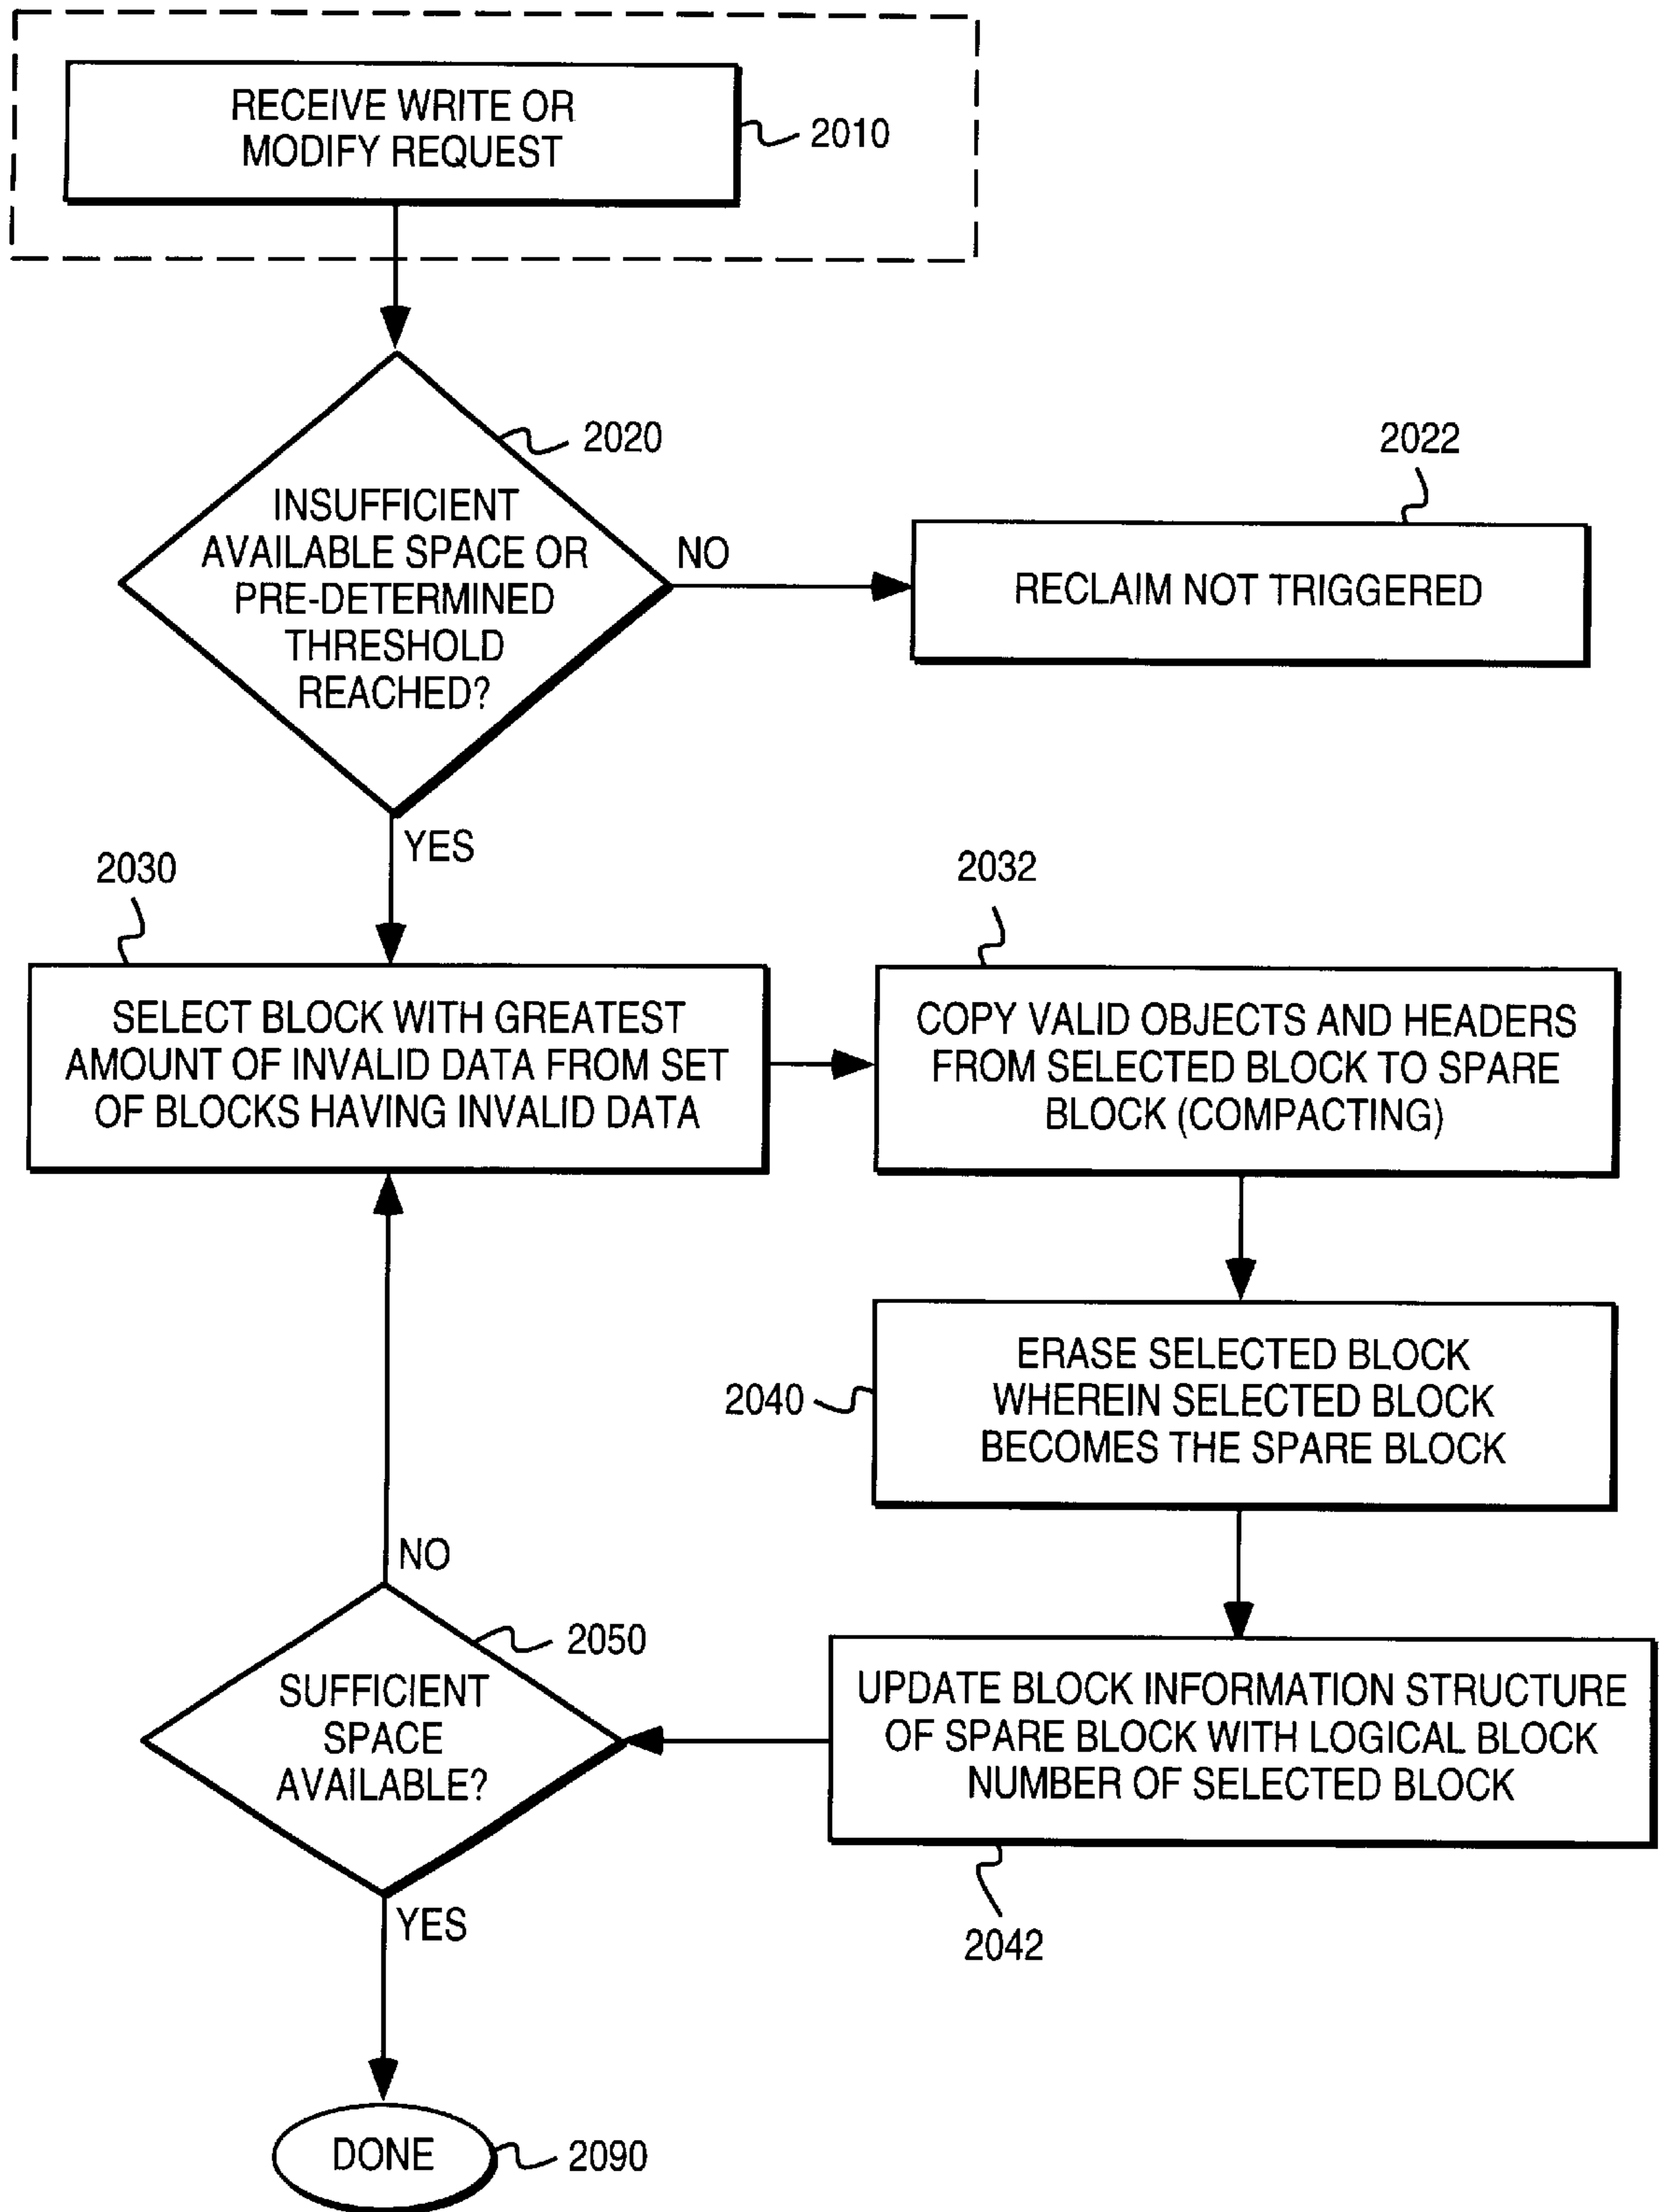 RECEIVE WRITE OR
MODIFY REQUEST
2010
2020
INSUFFICIENT
AVAILABLE SPACE OR
PRE-DETERMINED
THRESHOLD
REACHED?
NO
2022
RECLAIM NOT TRIGGERED
YES
2030
SELECT BLOCK WITH GREATEST
AMOUNT OF INVALID DATA FROM SET
OF BLOCKS HAVING INVALID DATA
2032
COPY VALID OBJECTS AND HEADERS
FROM SELECTED BLOCK TO SPARE
BLOCK (COMPACTING)
2040
ERASE SELECTED BLOCK
WHEREIN SELECTED BLOCK
BECOMES THE SPARE BLOCK
UPDATE BLOCK INFORMATION STRUCTURE
OF SPARE BLOCK WITH LOGICAL BLOCK
NUMBER OF SELECTED BLOCK
2042
NO
2050
SUFFICIENT
SPACE
AVAILABLE?
YES
DONE
2090